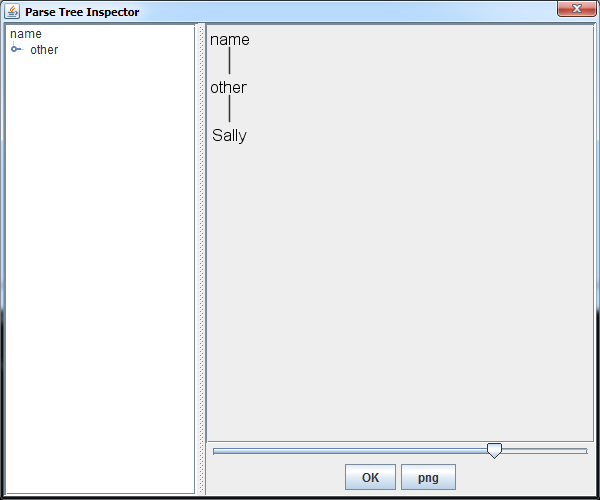 Parse Tree Inspector
name
other
name
other
Sally
OK
png